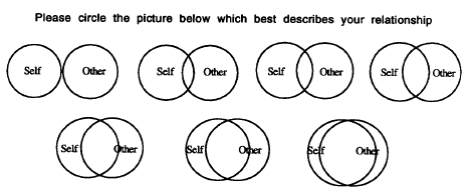 Please circle the picture below which best describes your relationship
Self Other Self Other Self Other Self Other
Self Other Self Other Self Other